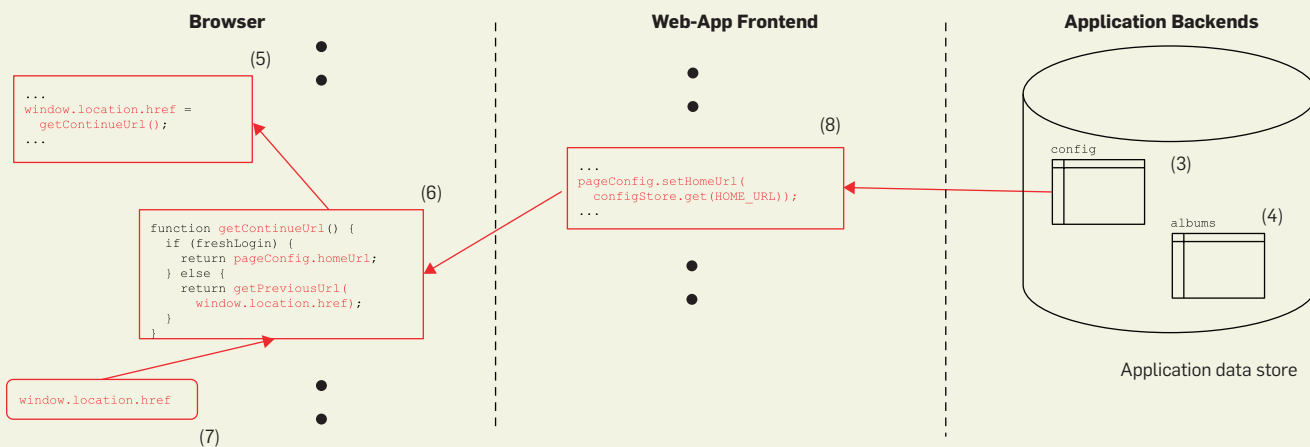 Browser
Web-App Frontend
Application Backends
(5)
...
window.location.href =
  getContinueUrl();
...
(6)
function getContinueUrl() {
  if (freshLogin) {
    return pageConfig.homeUrl;
  } else {
    return getPreviousUrl(
      window.location.href);
  }
}
window.location.href
(7)
(8)
...
pageConfig.setHomeUrl(
  configStore.get(HOME_URL));
...
config
(3)
albums
(4)
Application data store